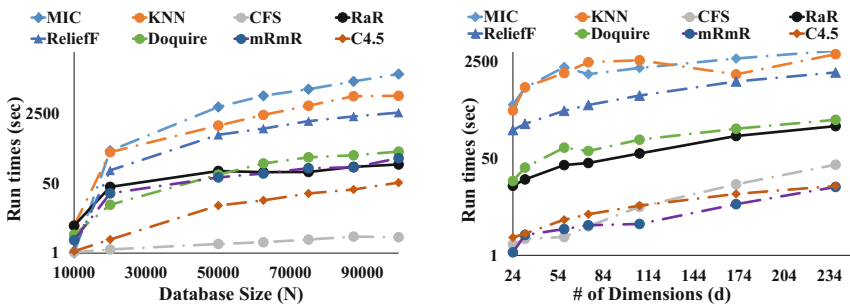 MIC KNN CFS RaR
ReliefF Doquire mRmR C4.5
Run times (sec)
2500
50
1
10000 30000 50000 70000 90000
Database Size (N)
MIC KNN CFS RaR
ReliefF Doquire mRmR C4.5
Run times (sec)
2500
50
1
24 54 84 114 144 174 204 234
# of Dimensions (d)